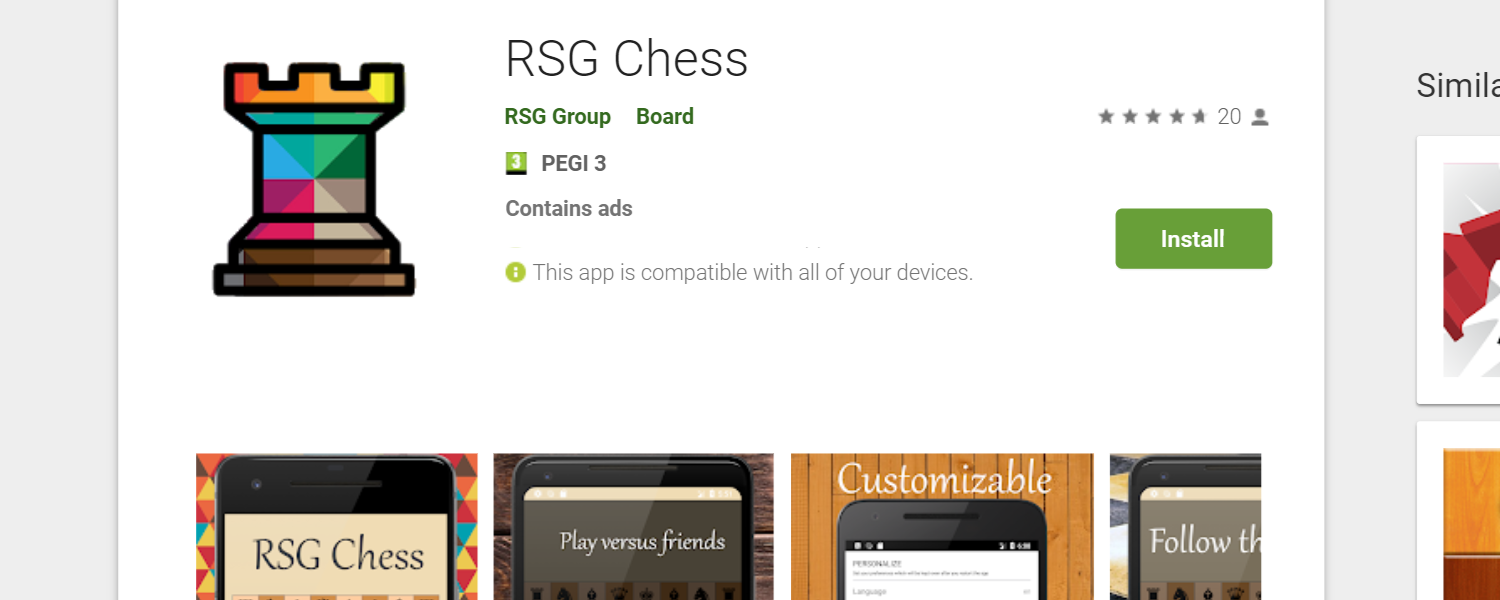 RSG Chess
RSG Group Board
20
3 PEGI 3
Contains ads
Install
This app is compatible with all of your devices.
Simila
RSG Chess
Play versus friends
Customizable
PERSONALIZE
Language
Follow th